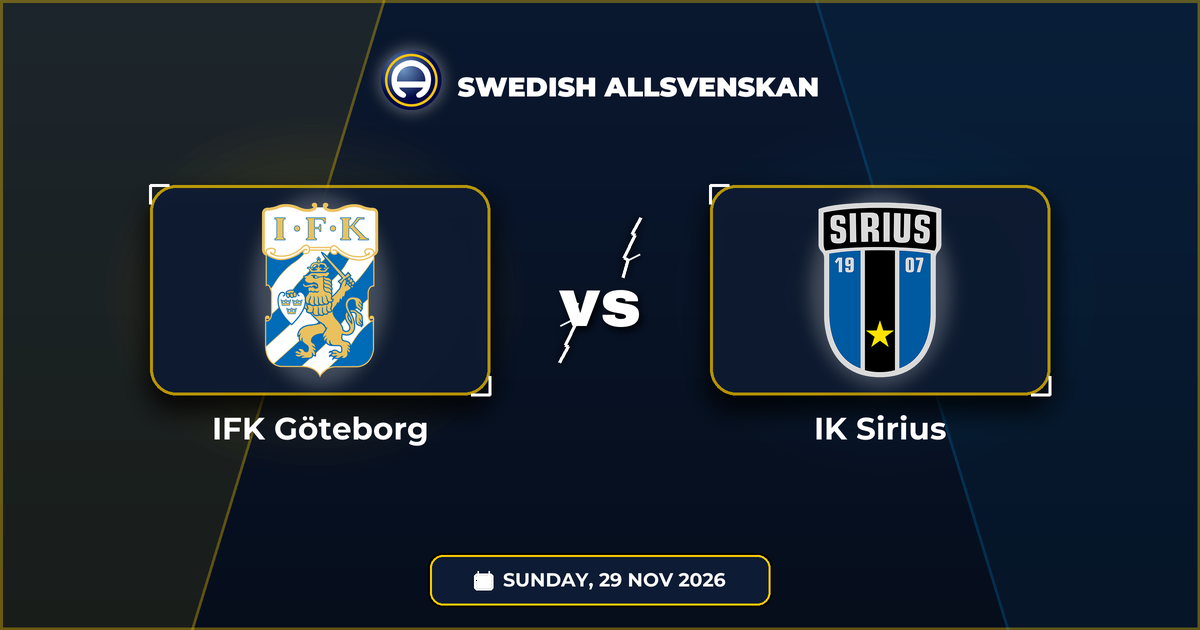 SWEDISH ALLSVENSKAN
I·F·K
SIRIUS
19 07
VS
IFK Göteborg
IK Sirius
SUNDAY, 29 NOV 2026